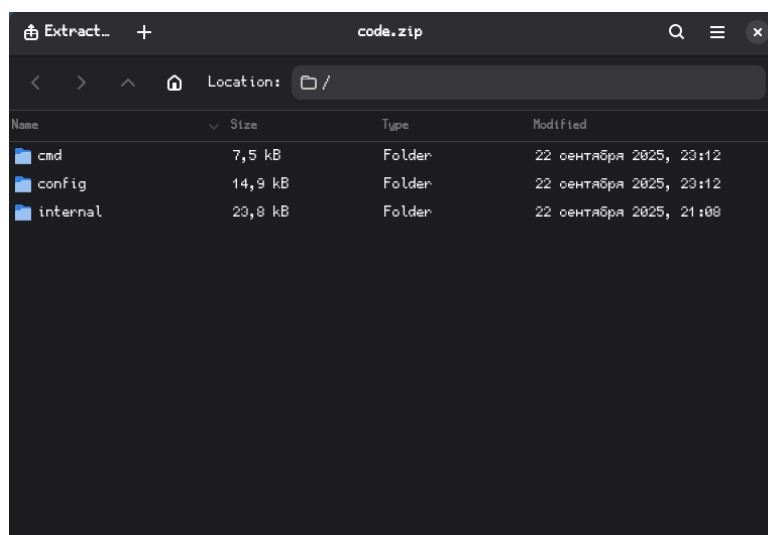 Extract… code.zip
Location: /
Name Size Type Modified
cmd 7,5 kB Folder 22 сентября 2025, 23:12
config 14,9 kB Folder 22 сентября 2025, 23:12
internal 23,8 kB Folder 22 сентября 2025, 21:08